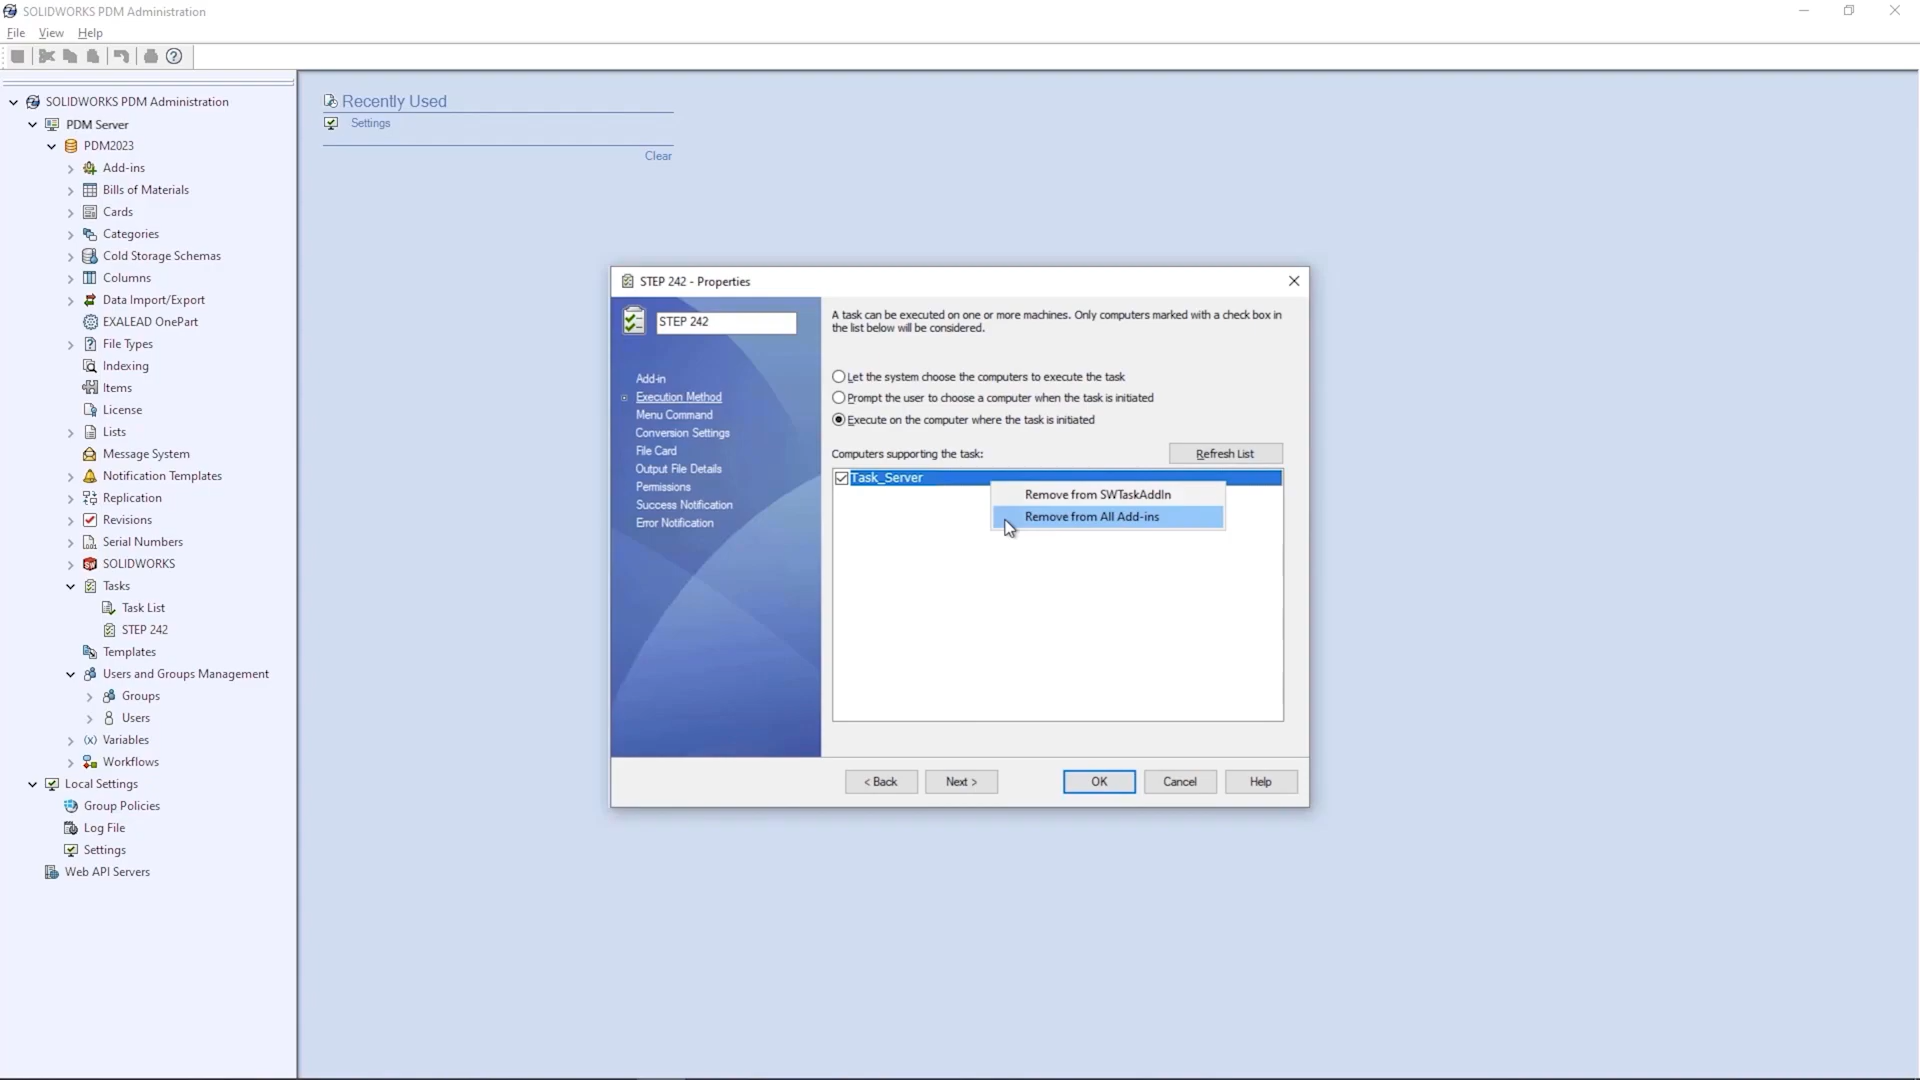 SOLIDWORKS PDM Administration
File View Help
SOLIDWORKS PDM Administration
PDM Server
PDM2023
Add-ins
Bills of Materials
Cards
Categories
Cold Storage Schemas
Columns
Data Import/Export
EXALEAD OnePart
File Types
Indexing
Items
License
Lists
Message System
Notification Templates
Replication
Revisions
Serial Numbers
SOLIDWORKS
Tasks
Task List
STEP 242
Templates
Users and Groups Management
Groups
Users
Variables
Workflows
Local Settings
Group Policies
Log File
Settings
Web API Servers
Recently Used
Settings
Clear
STEP 242 - Properties
STEP 242
Add-in
Execution Method
Menu Command
Conversion Settings
File Card
Output File Details
Permissions
Success Notification
Error Notification
A task can be executed on one or more machines. Only computers marked with a check box in
the list below will be considered.
Let the system choose the computers to execute the task
Prompt the user to choose a computer when the task is initiated
Execute on the computer where the task is initiated
Computers supporting the task:
Refresh List
Task_Server
Remove from SWTaskAddIn
Remove from All Add-ins
< Back
Next >
OK
Cancel
Help